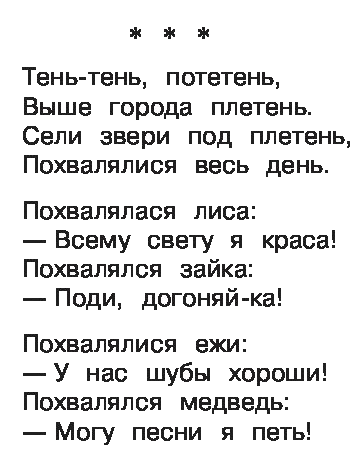 * * *
Тень-тень, потетень,
Выше города плетень.
Сели звери под плетень,
Похвалялися весь день.
Похвалялася лиса:
— Всему свету я краса!
Похвалялся зайка:
— Поди, догоняй-ка!
Похвалялися ежи:
— У нас шубы хороши!
Похвалялся медведь:
— Могу песни я петь!